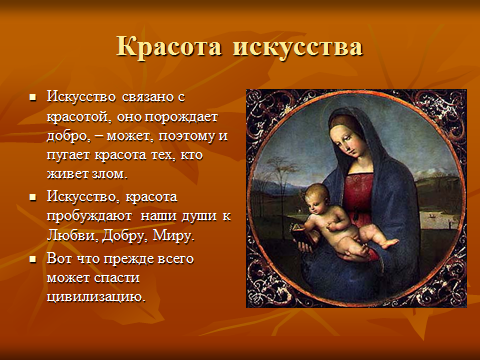 Красота искусства
Искусство связано с
красотой, оно порождает
добро, – может, поэтому и
пугает красота тех, кто
живет злом.
Искусство, красота
пробуждают наши души к
Любви, Добру, Миру.
Вот что прежде всего
может спасти
цивилизацию.